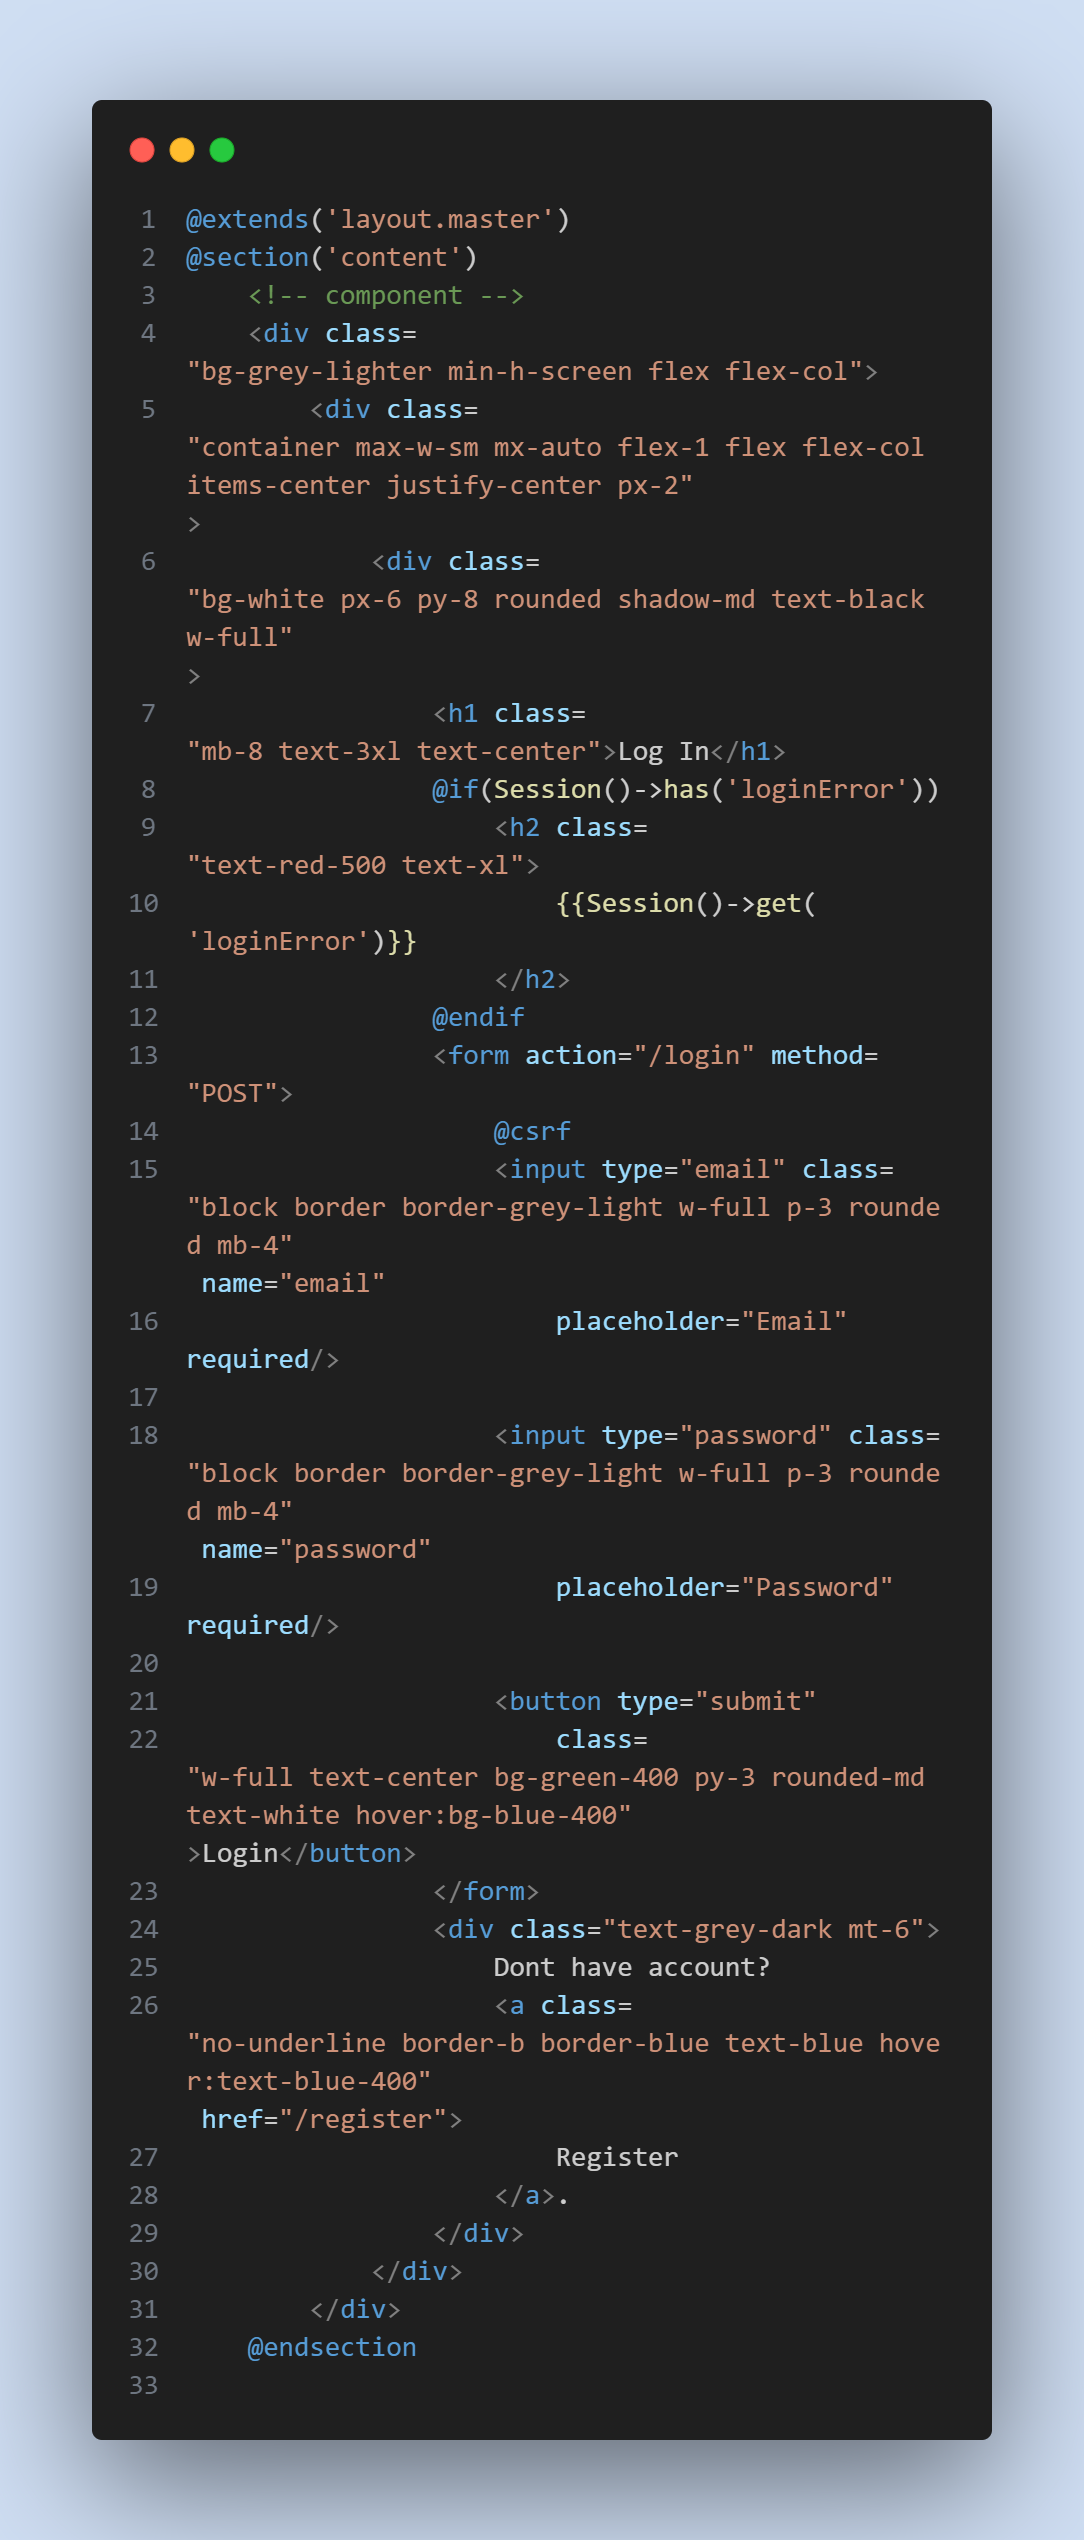 1 @extends('layout.master')
2 @section('content')
3     <!-- component -->
4     <div class=
"bg-grey-lighter min-h-screen flex flex-col">
5         <div class=
"container max-w-sm mx-auto flex-1 flex flex-col
items-center justify-center px-2"
>
6             <div class=
"bg-white px-6 py-8 rounded shadow-md text-black
w-full"
>
7                 <h1 class=
"mb-8 text-3xl text-center">Log In</h1>
8                 @if(Session()->has('loginError'))
9                     <h2 class=
"text-red-500 text-xl">
10                         {{Session()->get(
'loginError')}}
11                     </h2>
12                 @endif
13                 <form action="/login" method=
"POST">
14                     @csrf
15                     <input type="email" class=
"block border border-grey-light w-full p-3 rounde
d mb-4"
 name="email"
16                         placeholder="Email"
required/>
17
18                     <input type="password" class=
"block border border-grey-light w-full p-3 rounde
d mb-4"
 name="password"
19                         placeholder="Password"
required/>
20
21                     <button type="submit"
22                         class=
"w-full text-center bg-green-400 py-3 rounded-md
text-white hover:bg-blue-400"
>Login</button>
23                 </form>
24                 <div class="text-grey-dark mt-6">
25                     Dont have account?
26                     <a class=
"no-underline border-b border-blue text-blue hove
r:text-blue-400"
 href="/register">
27                         Register
28                     </a>.
29                 </div>
30             </div>
31         </div>
32     @endsection
33